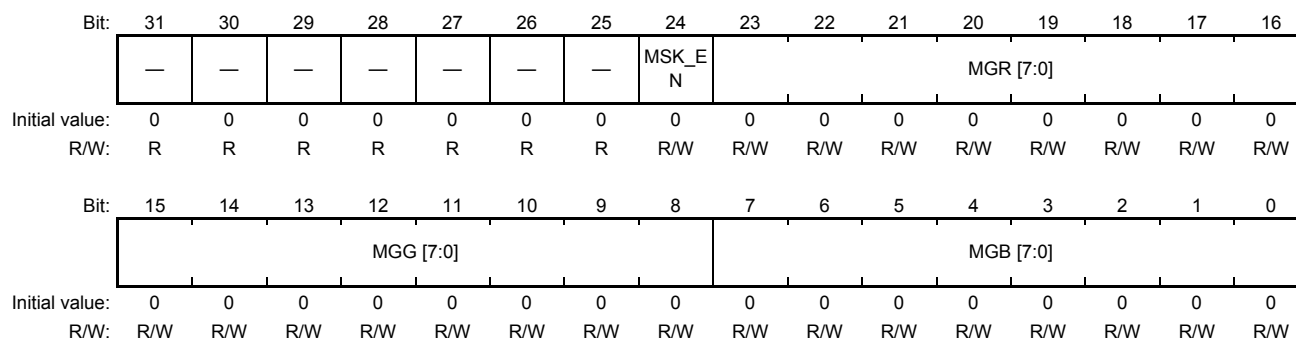 Bit: 31 30 29 28 27 26 25 24 23 22 21 20 19 18 17 16
— — — — — — — MSK_E
N MGR [7:0]
Initial value: 0 0 0 0 0 0 0 0 0 0 0 0 0 0 0 0
R/W: R R R R R R R R/W R/W R/W R/W R/W R/W R/W R/W R/W
Bit: 15 14 13 12 11 10 9 8 7 6 5 4 3 2 1 0
MGG [7:0] MGB [7:0]
Initial value: 0 0 0 0 0 0 0 0 0 0 0 0 0 0 0 0
R/W: R/W R/W R/W R/W R/W R/W R/W R/W R/W R/W R/W R/W R/W R/W R/W R/W